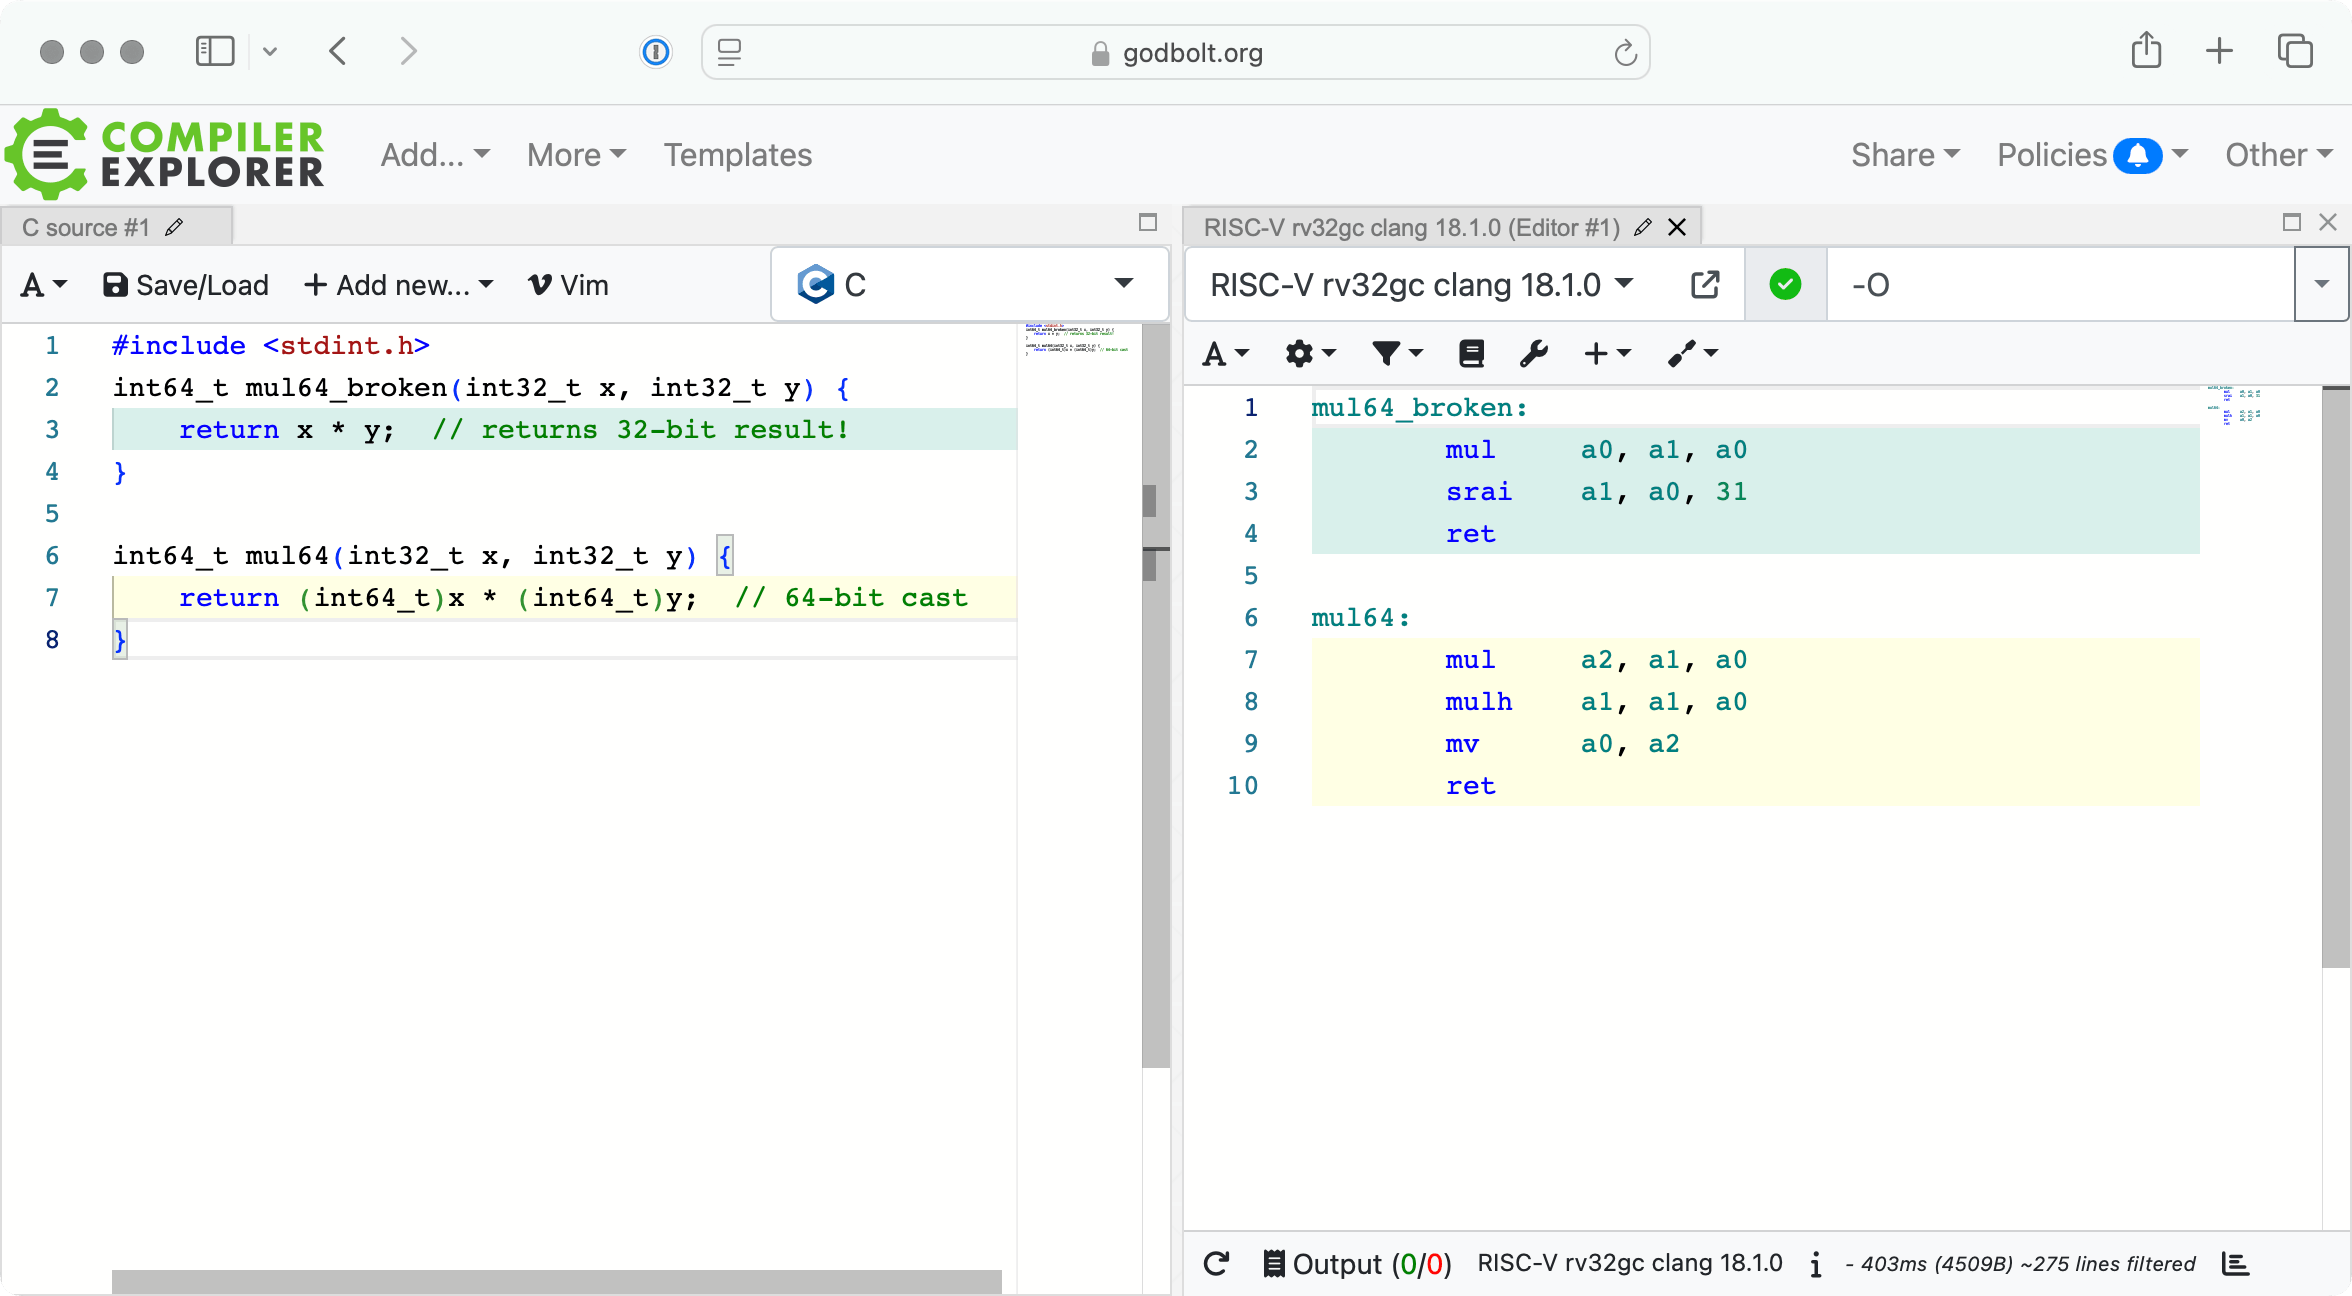 godbolt.org
COMPILER
EXPLORER
Add... More Templates
Share Policies Other
C source #1
A Save/Load + Add new... Vim C
1 #include <stdint.h>
2 int64_t mul64_broken(int32_t x, int32_t y) {
3     return x * y;  // returns 32-bit result!
4 }
5
6 int64_t mul64(int32_t x, int32_t y) {
7     return (int64_t)x * (int64_t)y;  // 64-bit cast
8 }
RISC-V rv32gc clang 18.1.0 (Editor #1)
RISC-V rv32gc clang 18.1.0 -O
A
1 mul64_broken:
2         mul     a0, a1, a0
3         srai    a1, a0, 31
4         ret
5
6 mul64:
7         mul     a2, a1, a0
8         mulh    a1, a1, a0
9         mv      a0, a2
10         ret
Output (0/0) RISC-V rv32gc clang 18.1.0 i - 403ms (4509B) ~275 lines filtered